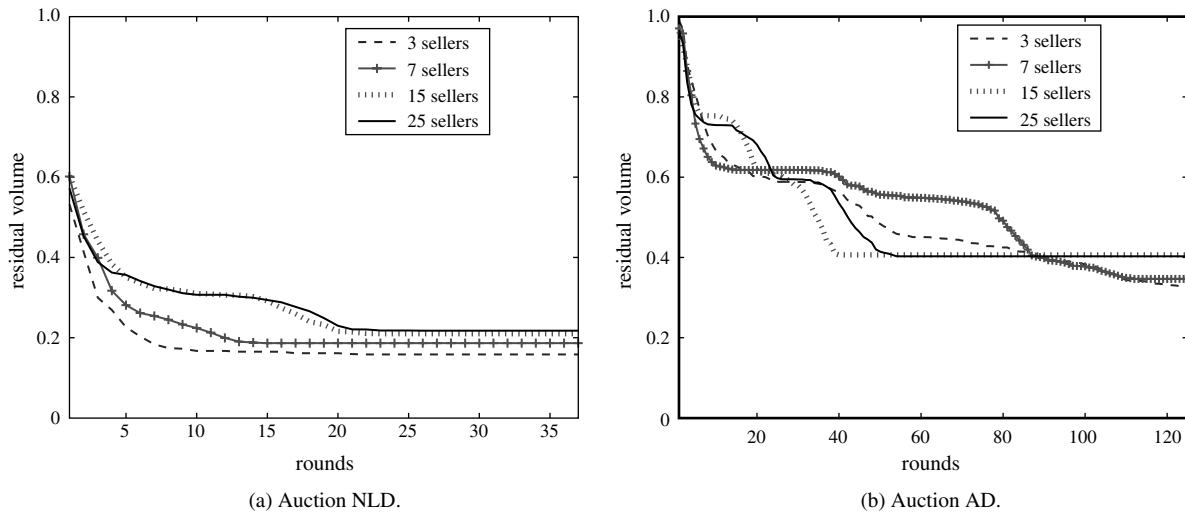 1.0
0.8
0.6
0.4
0.2
0
5
10
15
20
25
30
35
residual volume
rounds
3 sellers
7 sellers
15 sellers
25 sellers
(a) Auction NLD.
1.0
0.8
0.6
0.4
0.2
0
20
40
60
80
100
120
residual volume
rounds
3 sellers
7 sellers
15 sellers
25 sellers
(b) Auction AD.